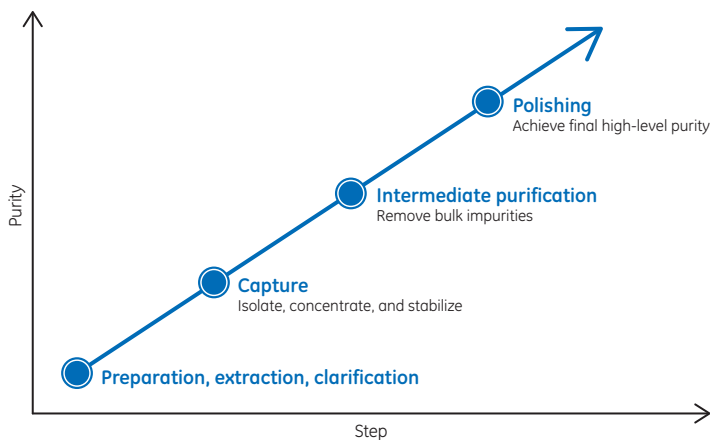 Polishing
Achieve final high-level purity
Intermediate purification
Remove bulk impurities
Purity
Capture
Isolate, concentrate, and stabilize
Preparation, extraction, clarification
Step